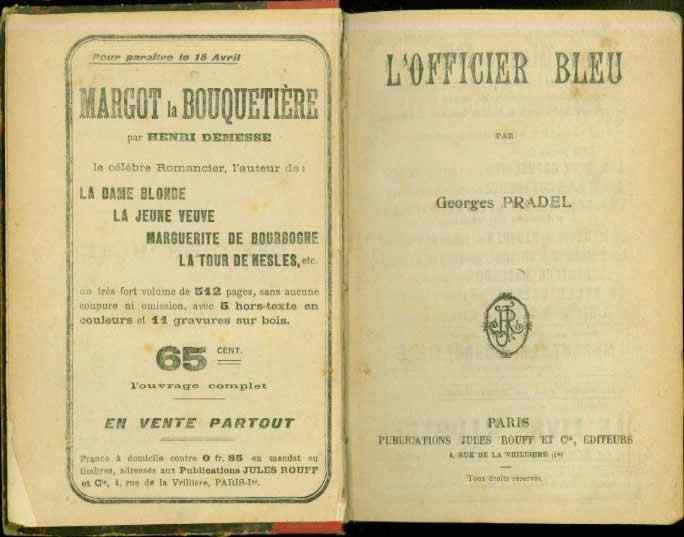 Pour paraître le 15 Avril
MARGOT la BOUQUETIÈRE
par HENRI DEMESSE
le célèbre Romancier, l'auteur de :
LA DAME BLONDE
LA JEUNE VEUVE
MARGUERITE DE BOURGOGNE
LA TOUR DE NESLES, etc.
un très fort volume de 512 pages, sans aucune
coupure ni omission, avec 5 hors-texte en
couleurs et 11 gravures sur bois.
65 CENT.
l'ouvrage complet
EN VENTE PARTOUT
Franco à domicile contre 0 fr. 85 en mandat ou
timbres, adressés aux Publications JULES ROUFF
et Cie, 4, rue de la Vrillière, PARIS-Ier.
L'OFFICIER BLEU
PAR
Georges PRADEL
JR
PARIS
PUBLICATIONS JULES ROUFF ET Cie, ÉDITEURS
4, RUE DE LA VRILLIÈRE (Ier)
Tous droits réservés.